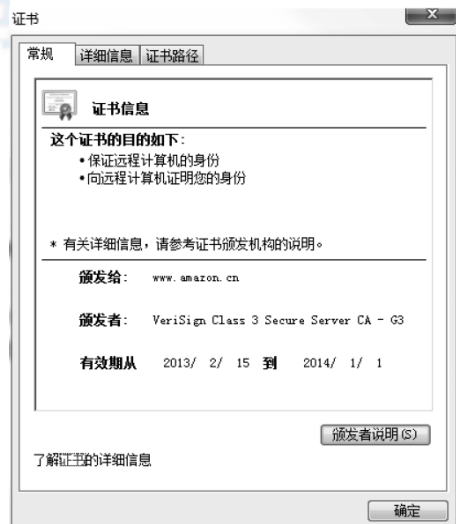 证书
常规 详细信息 证书路径
证书信息
这个证书的目的如下:
•保证远程计算机的身份
•向远程计算机证明您的身份
* 有关详细信息,请参考证书颁发机构的说明。
颁发给: www.amazon.cn
颁发者: VeriSign Class 3 Secure Server CA - G3
有效期从 2013/ 2/ 15 到 2014/ 1/ 1
颁发者说明(S)
了解证书的详细信息
确定